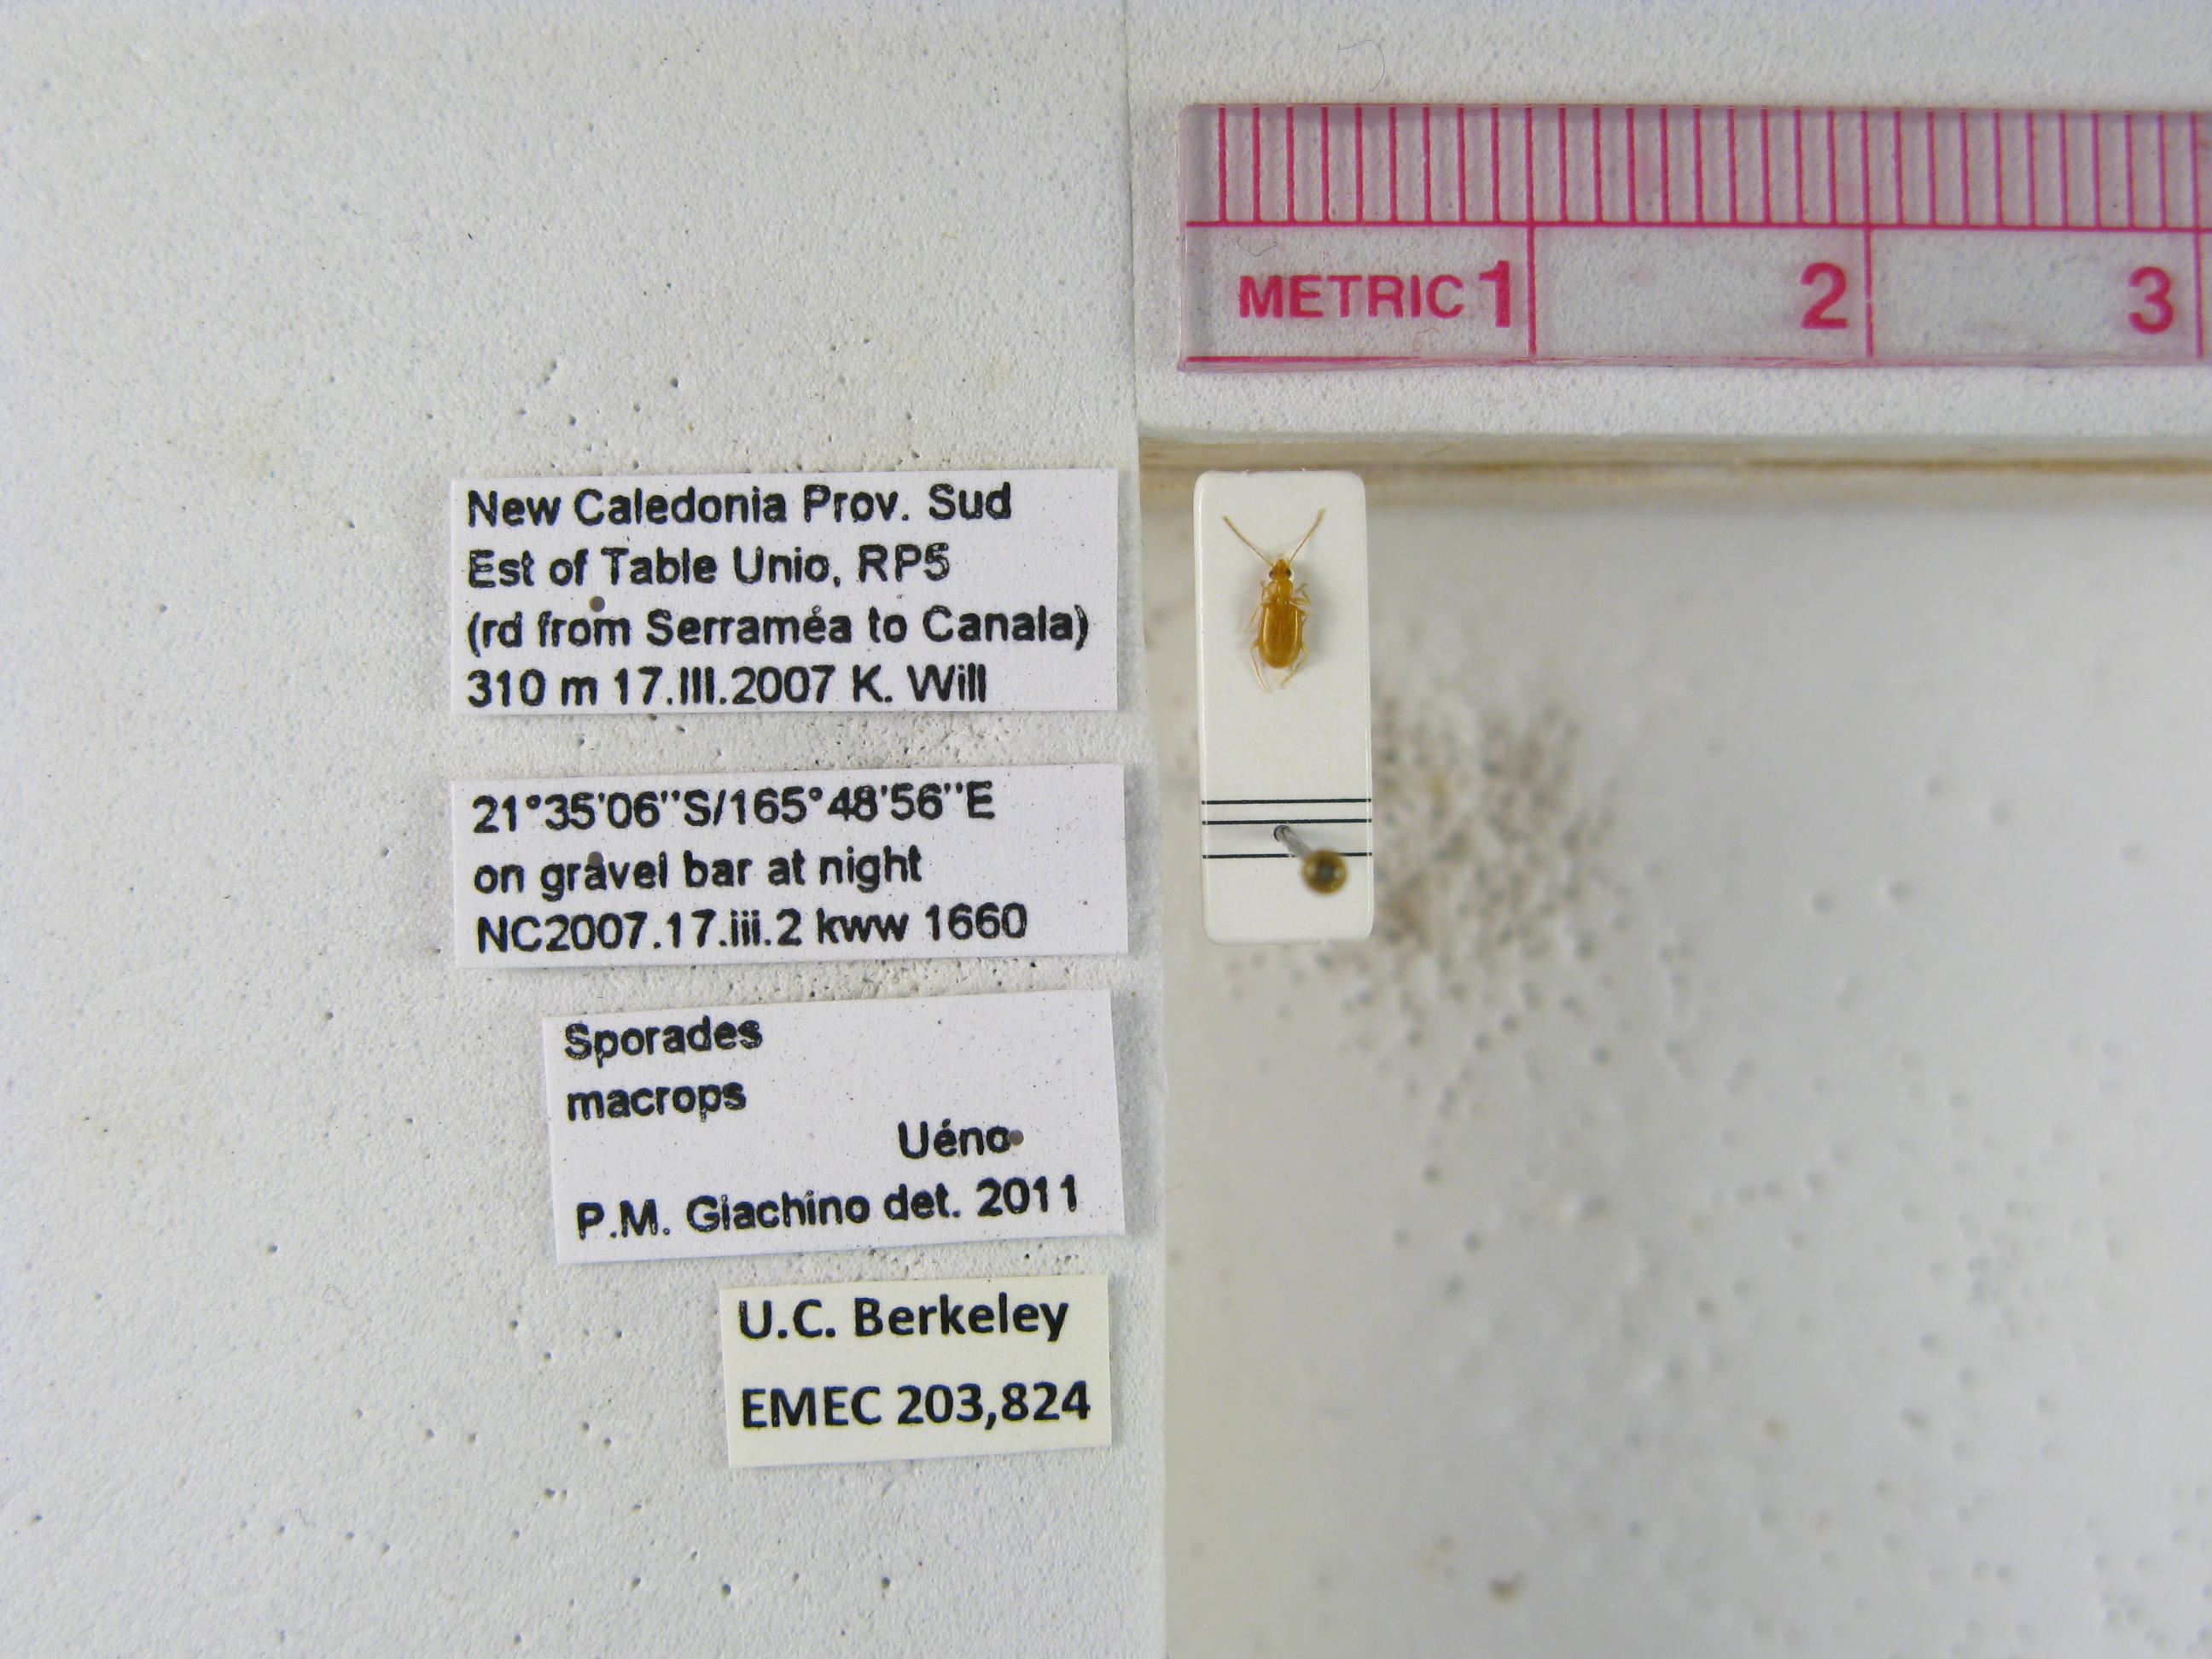 METRIC 1 2 3
New Caledonia Prov. Sud
Est of Table Unio, RP5
(rd from Serraméa to Canala)
310 m 17.III.2007 K. Will
21°35'06''S/165°48'56''E
on gravel bar at night
NC2007.17.iii.2 kww 1660
Sporades
macrops
Uéno
P.M. Giachino det. 2011
U.C. Berkeley
EMEC 203,824